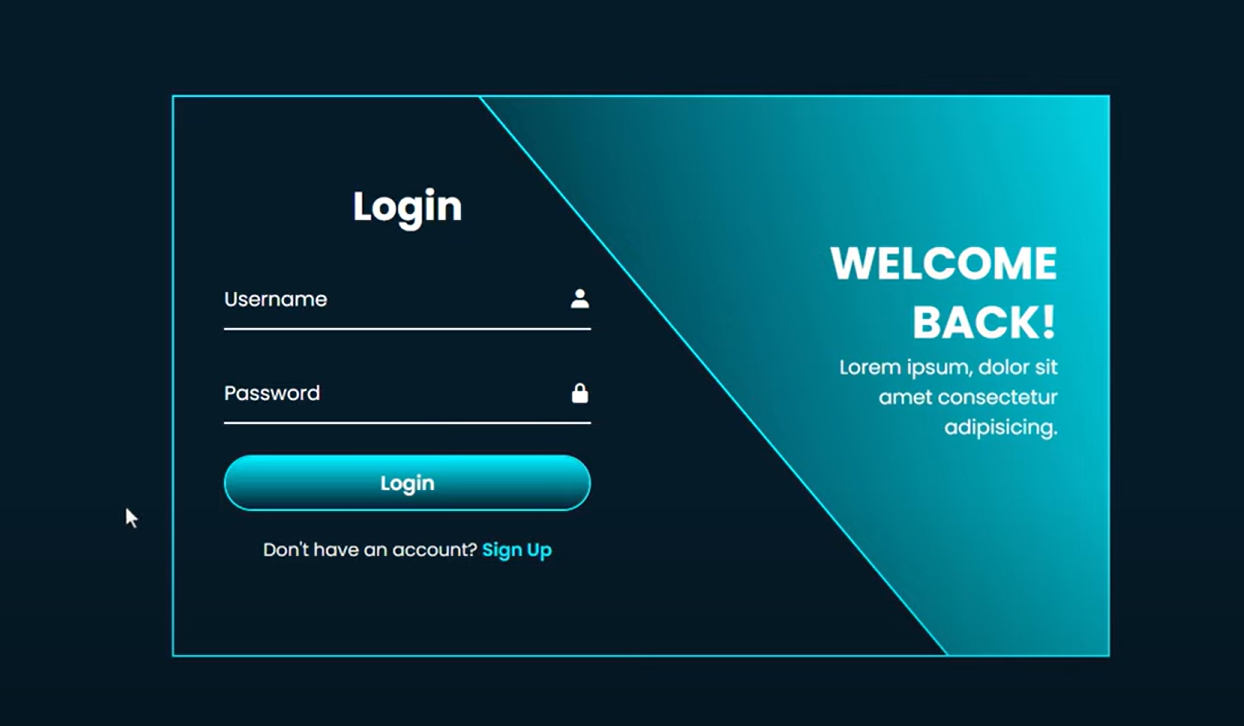 Login
Username
Password
Login
Don't have an account? Sign Up
WELCOME
BACK!
Lorem ipsum, dolor sit
amet consectetur
adipisicing.